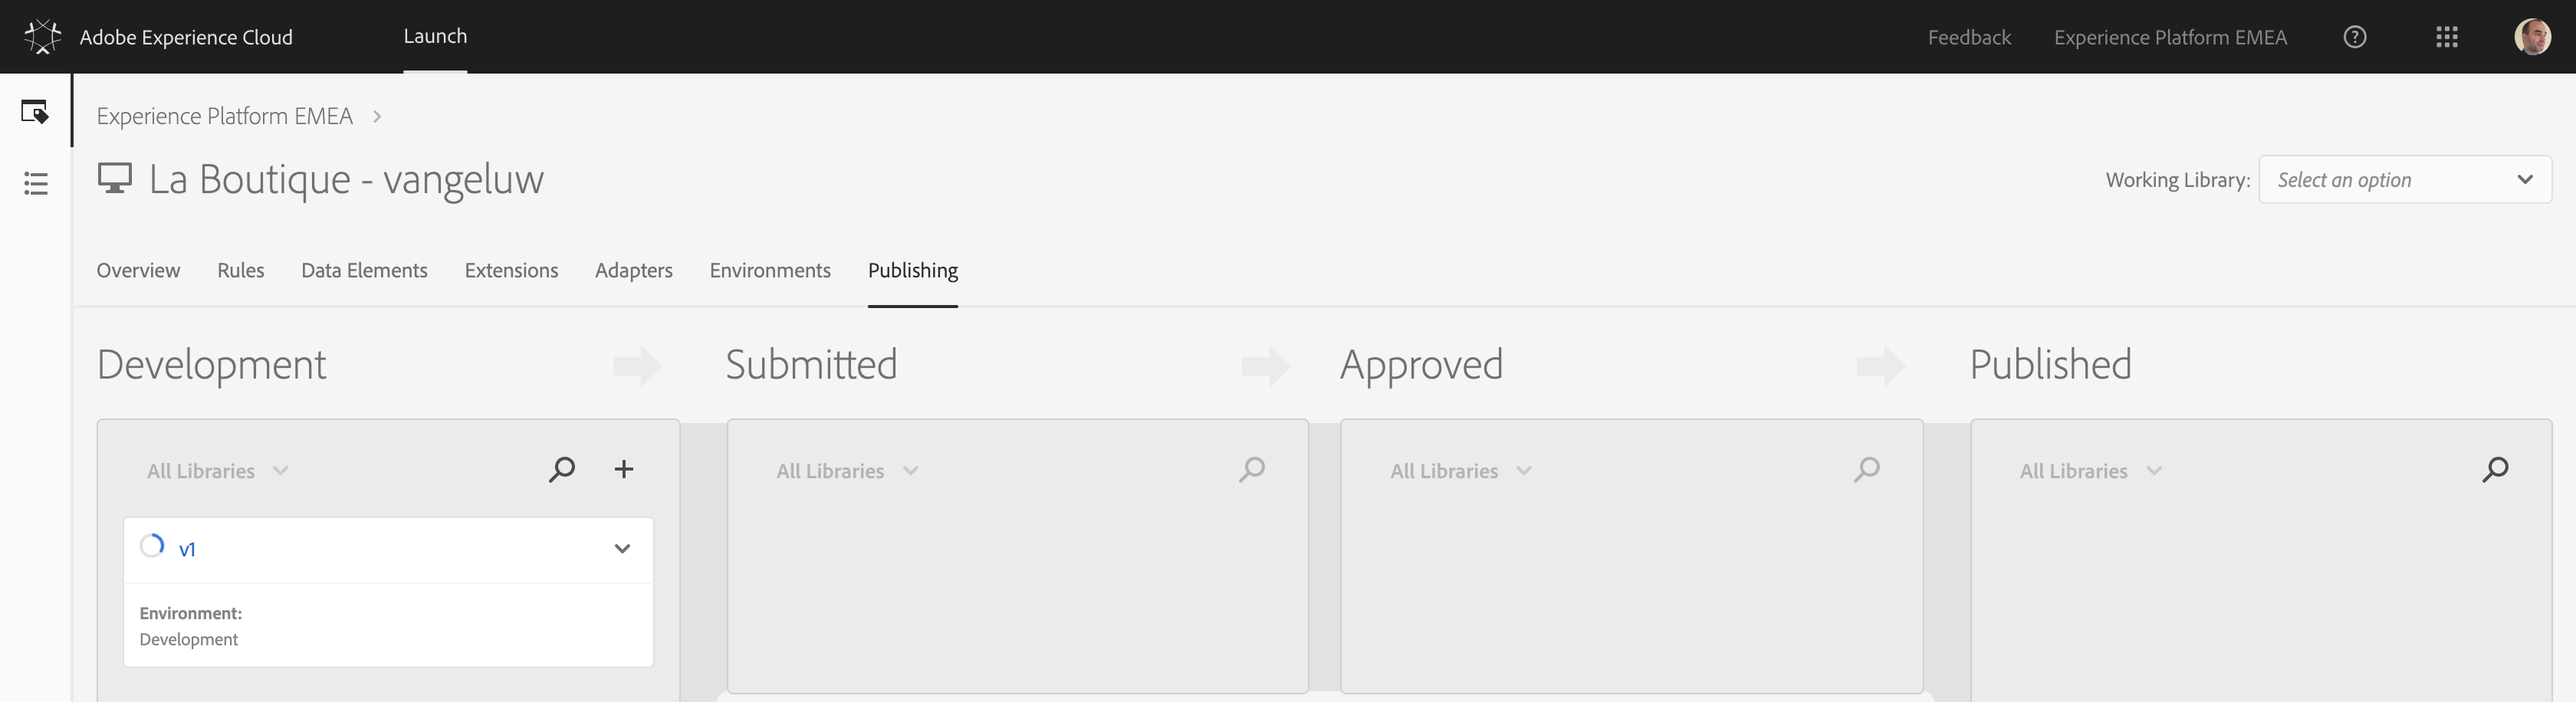 Adobe Experience Cloud Launch Feedback Experience Platform EMEA
Experience Platform EMEA
La Boutique - vangeluw
Working Library: Select an option
Overview Rules Data Elements Extensions Adapters Environments Publishing
Development Submitted Approved Published
All Libraries All Libraries All Libraries All Libraries
v1
Environment:
Development